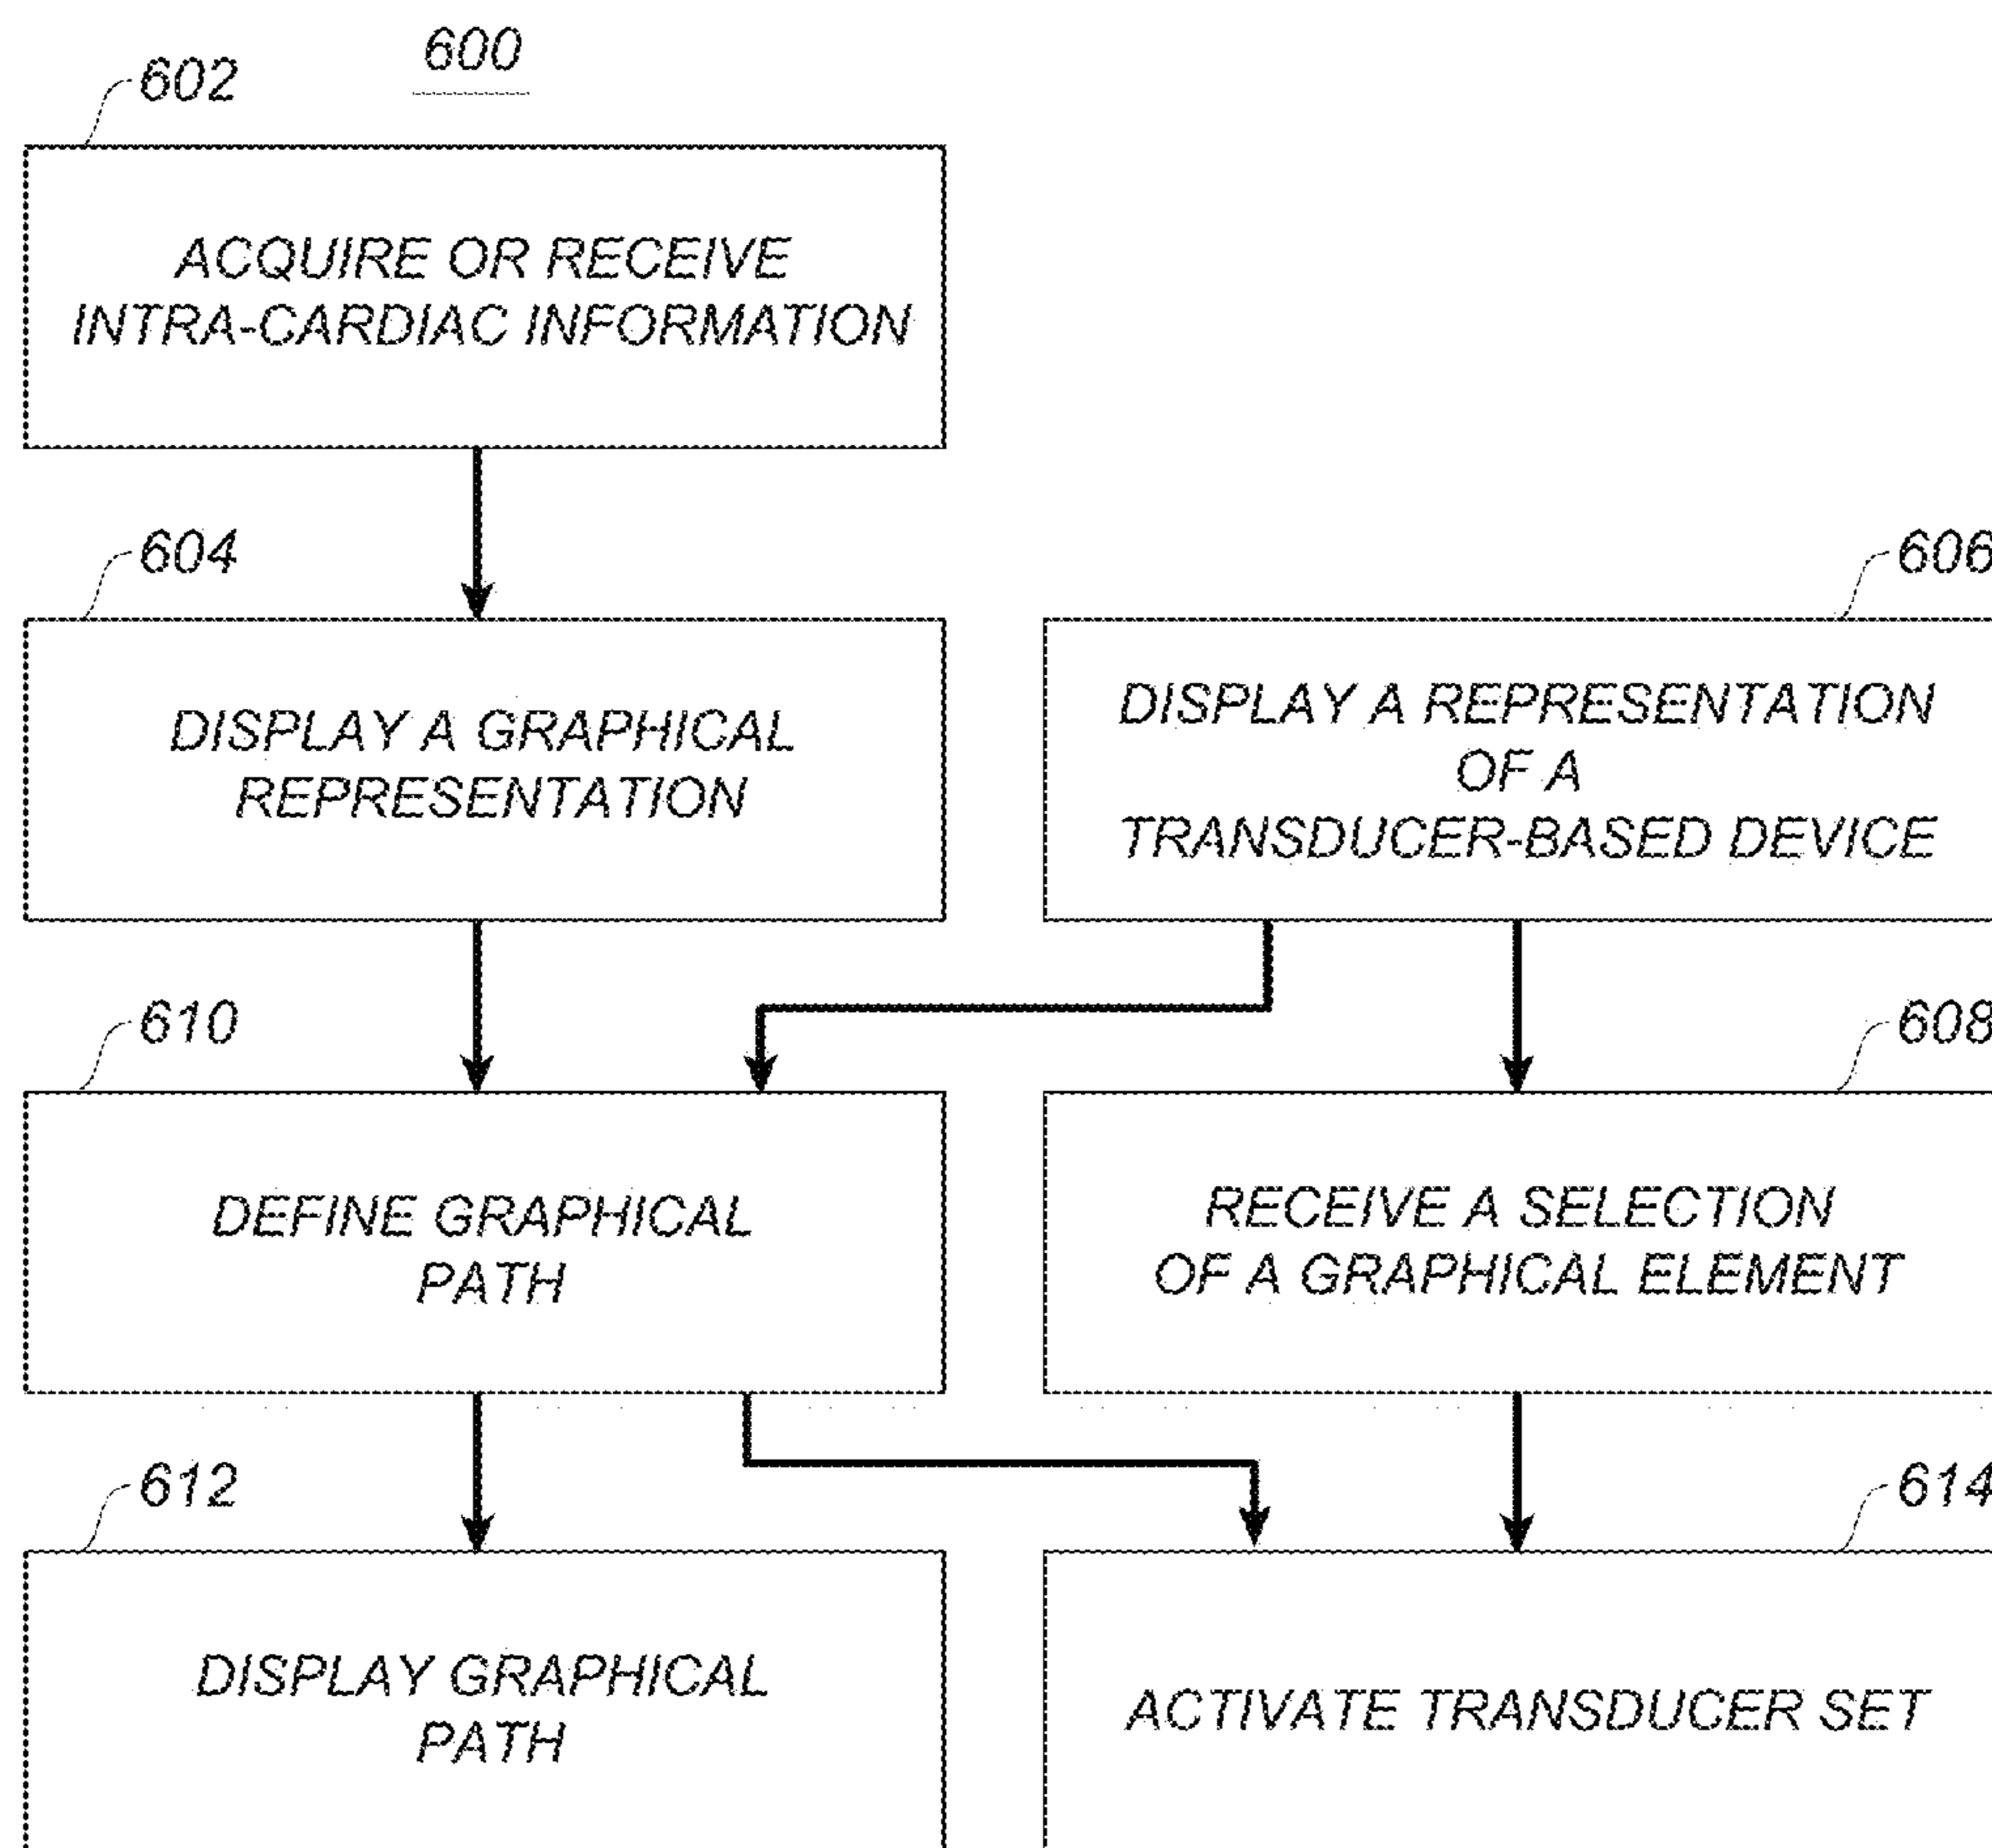 600
602
ACQUIRE OR RECEIVE
INTRA-CARDIAC INFORMATION
604
DISPLAY A GRAPHICAL
REPRESENTATION
606
DISPLAY A REPRESENTATION
OF A
TRANSDUCER-BASED DEVICE
610
DEFINE GRAPHICAL
PATH
608
RECEIVE A SELECTION
OF A GRAPHICAL ELEMENT
612
DISPLAY GRAPHICAL
PATH
614
ACTIVATE TRANSDUCER SET